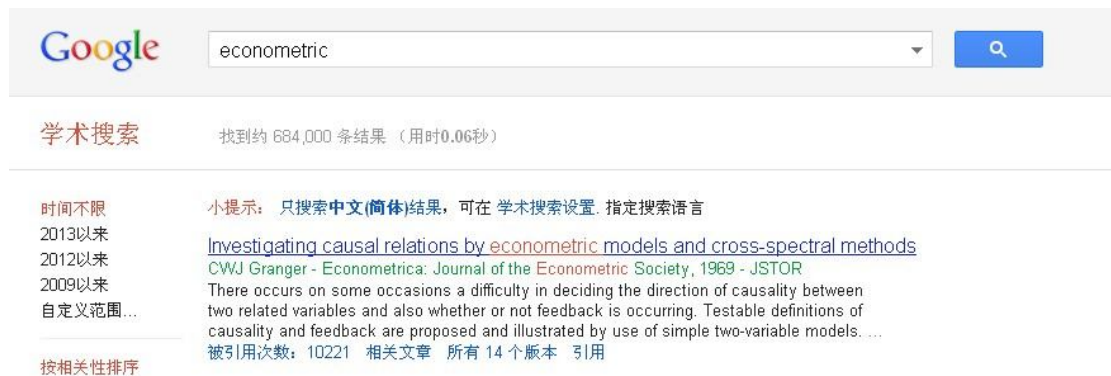 Google
econometric
学术搜索
找到约 684,000 条结果 （用时0.06秒）
时间不限
2013以来
2012以来
2009以来
自定义范围...
按相关性排序
小提示： 只搜索中文(简体)结果，可在 学术搜索设置. 指定搜索语言
Investigating causal relations by econometric models and cross-spectral methods
CWJ Granger - Econometrica: Journal of the Econometric Society, 1969 - JSTOR
There occurs on some occasions a difficulty in deciding the direction of causality between
two related variables and also whether or not feedback is occurring. Testable definitions of
causality and feedback are proposed and illustrated by use of simple two-variable models. ...
被引用次数：10221 相关文章 所有 14 个版本 引用